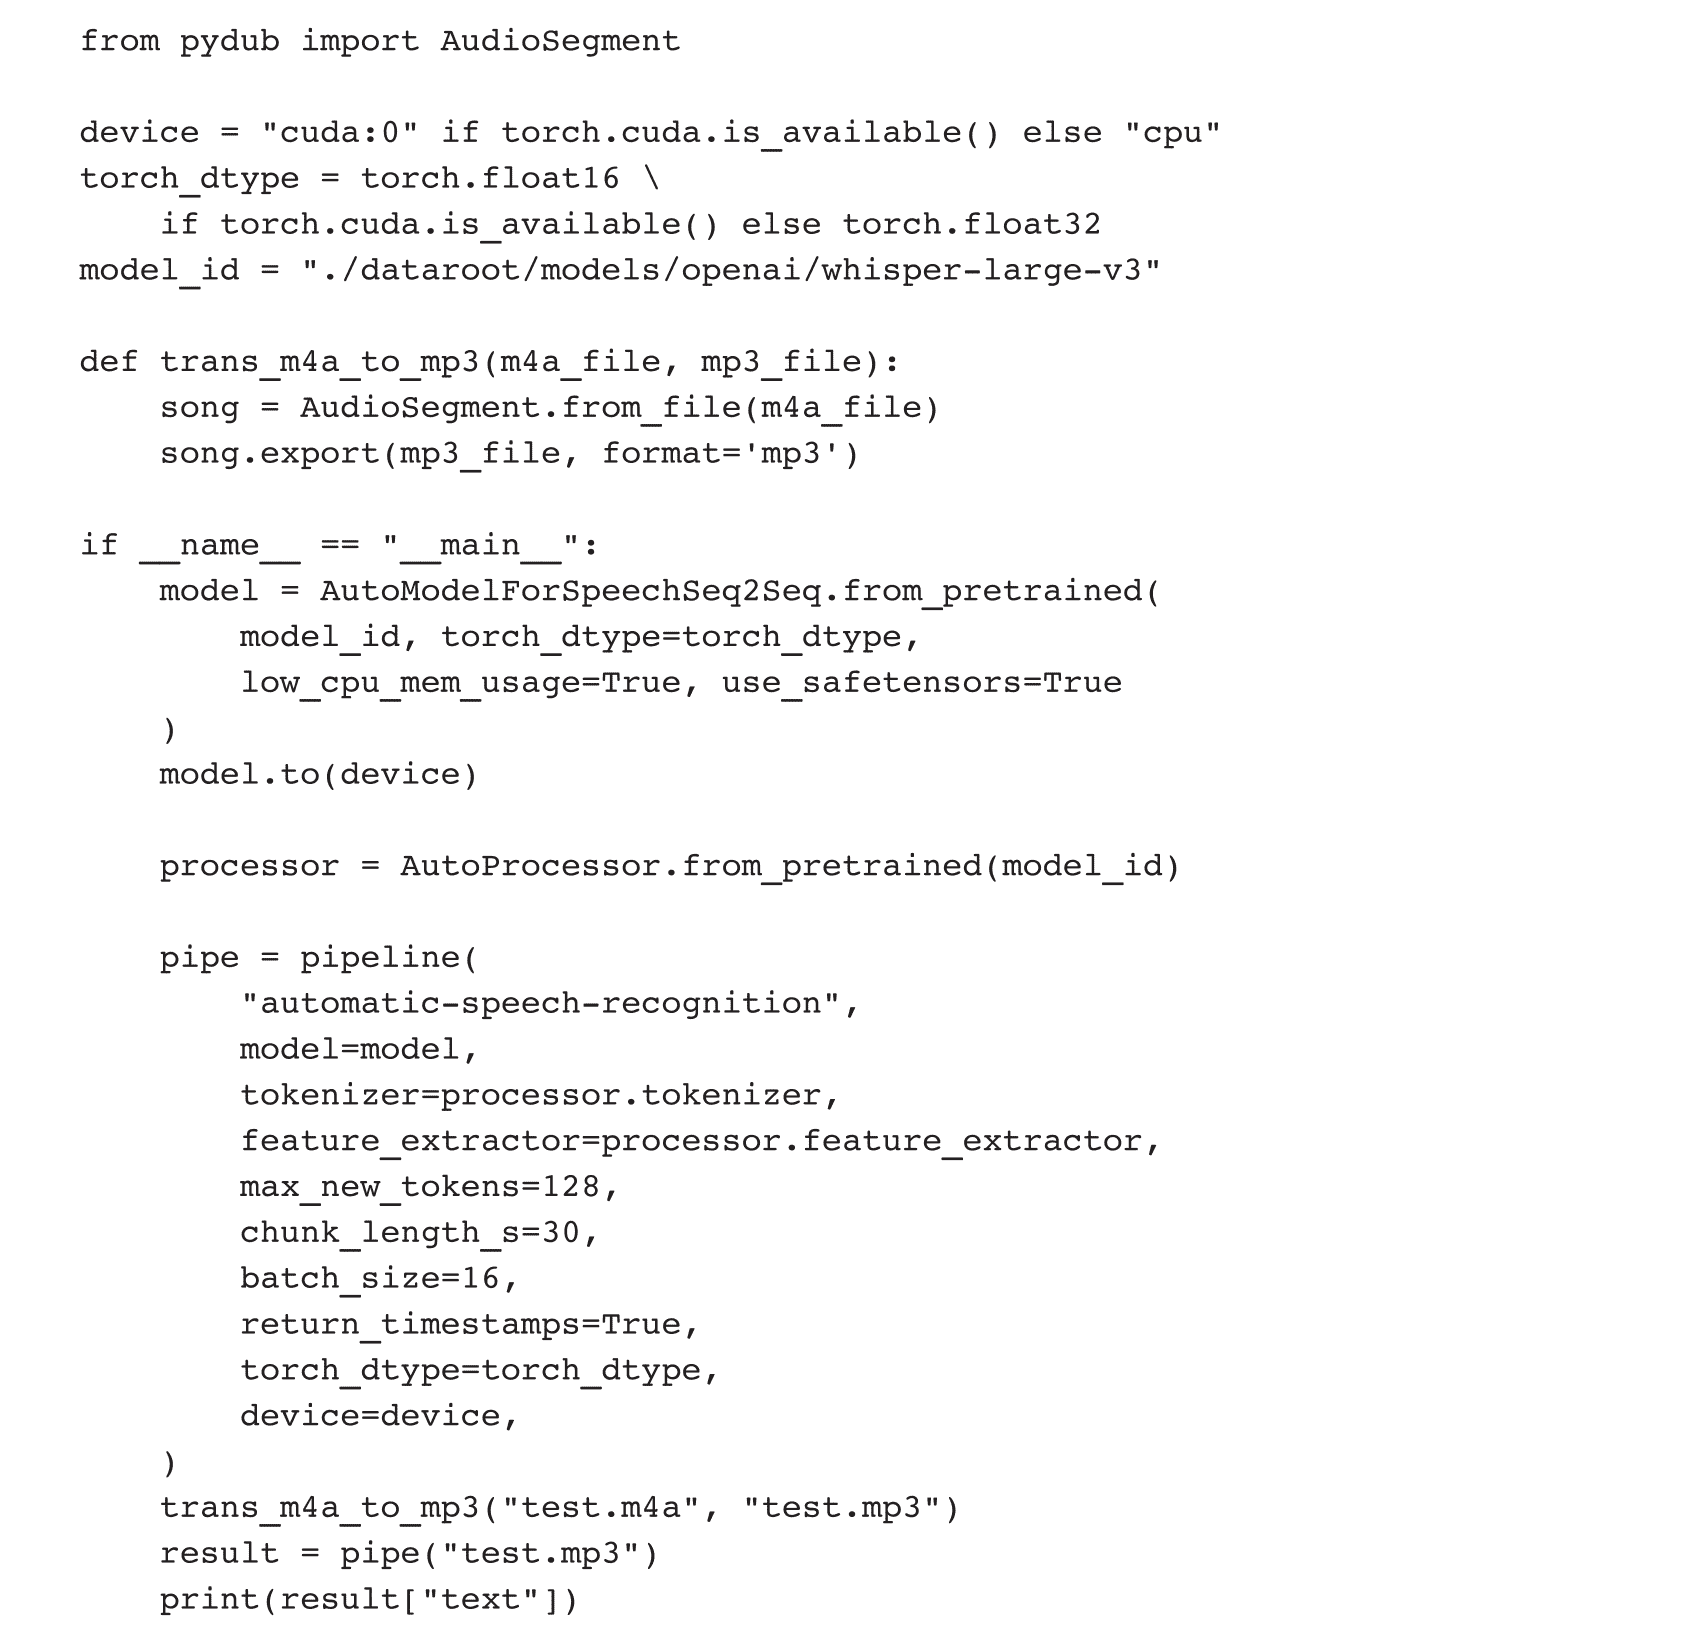 from pydub import AudioSegment

device = "cuda:0" if torch.cuda.is_available() else "cpu"
torch_dtype = torch.float16 \
    if torch.cuda.is_available() else torch.float32
model_id = "./dataroot/models/openai/whisper-large-v3"

def trans_m4a_to_mp3(m4a_file, mp3_file):
    song = AudioSegment.from_file(m4a_file)
    song.export(mp3_file, format='mp3')

if __name__ == "__main__":
    model = AutoModelForSpeechSeq2Seq.from_pretrained(
        model_id, torch_dtype=torch_dtype,
        low_cpu_mem_usage=True, use_safetensors=True
    )
    model.to(device)

    processor = AutoProcessor.from_pretrained(model_id)

    pipe = pipeline(
        "automatic-speech-recognition",
        model=model,
        tokenizer=processor.tokenizer,
        feature_extractor=processor.feature_extractor,
        max_new_tokens=128,
        chunk_length_s=30,
        batch_size=16,
        return_timestamps=True,
        torch_dtype=torch_dtype,
        device=device,
    )
    trans_m4a_to_mp3("test.m4a", "test.mp3")
    result = pipe("test.mp3")
    print(result["text"])